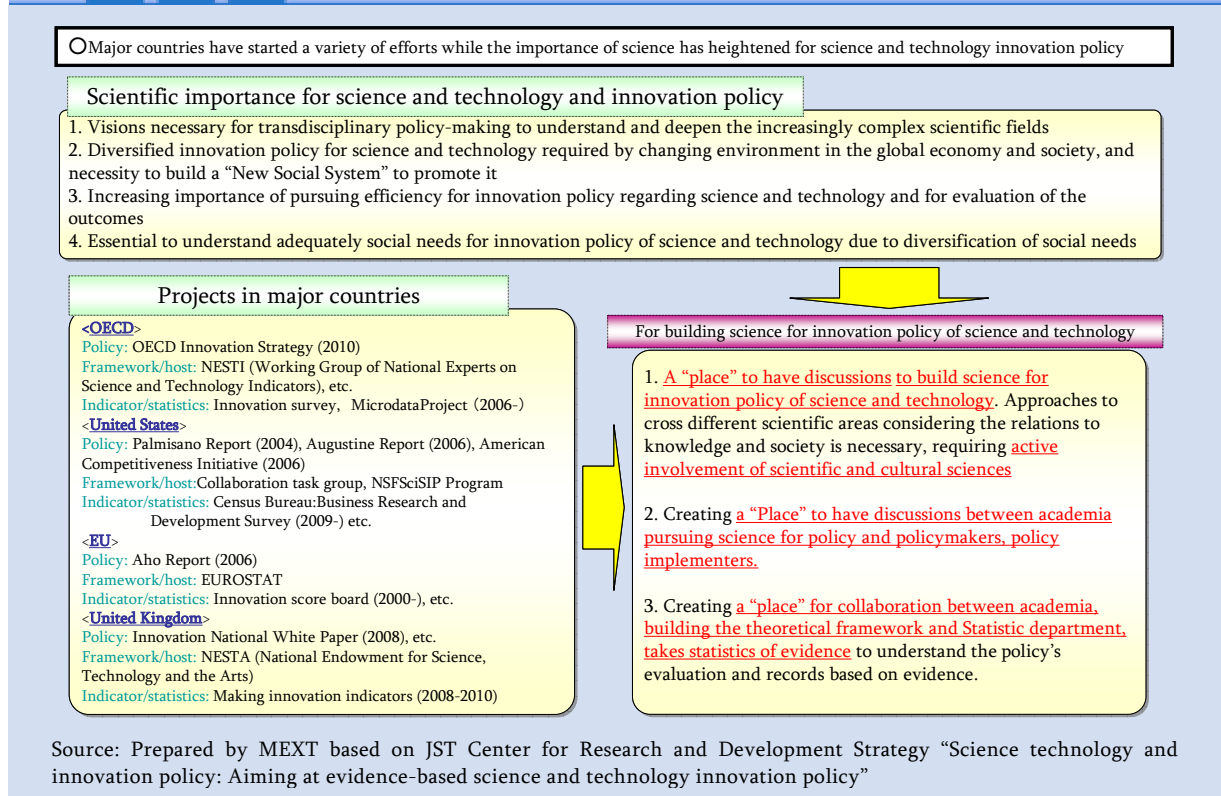 ○Major countries have started a variety of efforts while the importance of science has heightened for science and technology innovation policy
Scientific importance for science and technology and innovation policy
1. Visions necessary for transdisciplinary policy-making to understand and deepen the increasingly complex scientific fields
2. Diversified innovation policy for science and technology required by changing environment in the global economy and society, and
necessity to build a “New Social System” to promote it
3. Increasing importance of pursuing efficiency for innovation policy regarding science and technology and for evaluation of the
outcomes
4. Essential to understand adequately social needs for innovation policy of science and technology due to diversification of social needs
Projects in major countries
<OECD>
Policy: OECD Innovation Strategy (2010)
Framework/host: NESTI (Working Group of National Experts on
Science and Technology Indicators), etc.
Indicator/statistics: Innovation survey, MicrodataProject (2006-)
<United States>
Policy: Palmisano Report (2004), Augustine Report (2006), American
Competitiveness Initiative (2006)
Framework/host:Collaboration task group, NSFSciSIP Program
Indicator/statistics: Census Bureau:Business Research and
Development Survey (2009-) etc.
<EU>
Policy: Aho Report (2006)
Framework/host: EUROSTAT
Indicator/statistics: Innovation score board (2000-), etc.
<United Kingdom>
Policy: Innovation National White Paper (2008), etc.
Framework/host: NESTA (National Endowment for Science,
Technology and the Arts)
Indicator/statistics: Making innovation indicators (2008-2010)
For building science for innovation policy of science and technology
1. A “place” to have discussions to build science for
innovation policy of science and technology. Approaches to
cross different scientific areas considering the relations to
knowledge and society is necessary, requiring active
involvement of scientific and cultural sciences
2. Creating a “Place” to have discussions between academia
pursuing science for policy and policymakers, policy
implementers.
3. Creating a “place” for collaboration between academia,
building the theoretical framework and Statistic department,
takes statistics of evidence to understand the policy’s
evaluation and records based on evidence.
Source: Prepared by MEXT based on JST Center for Research and Development Strategy “Science technology and
innovation policy: Aiming at evidence-based science and technology innovation policy”